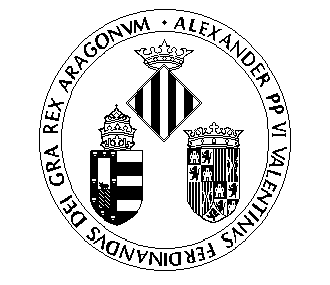 ALEXANDER PP VI VALENTINVS FERDINANDVS DEI GRA REX ARAGONVM ·